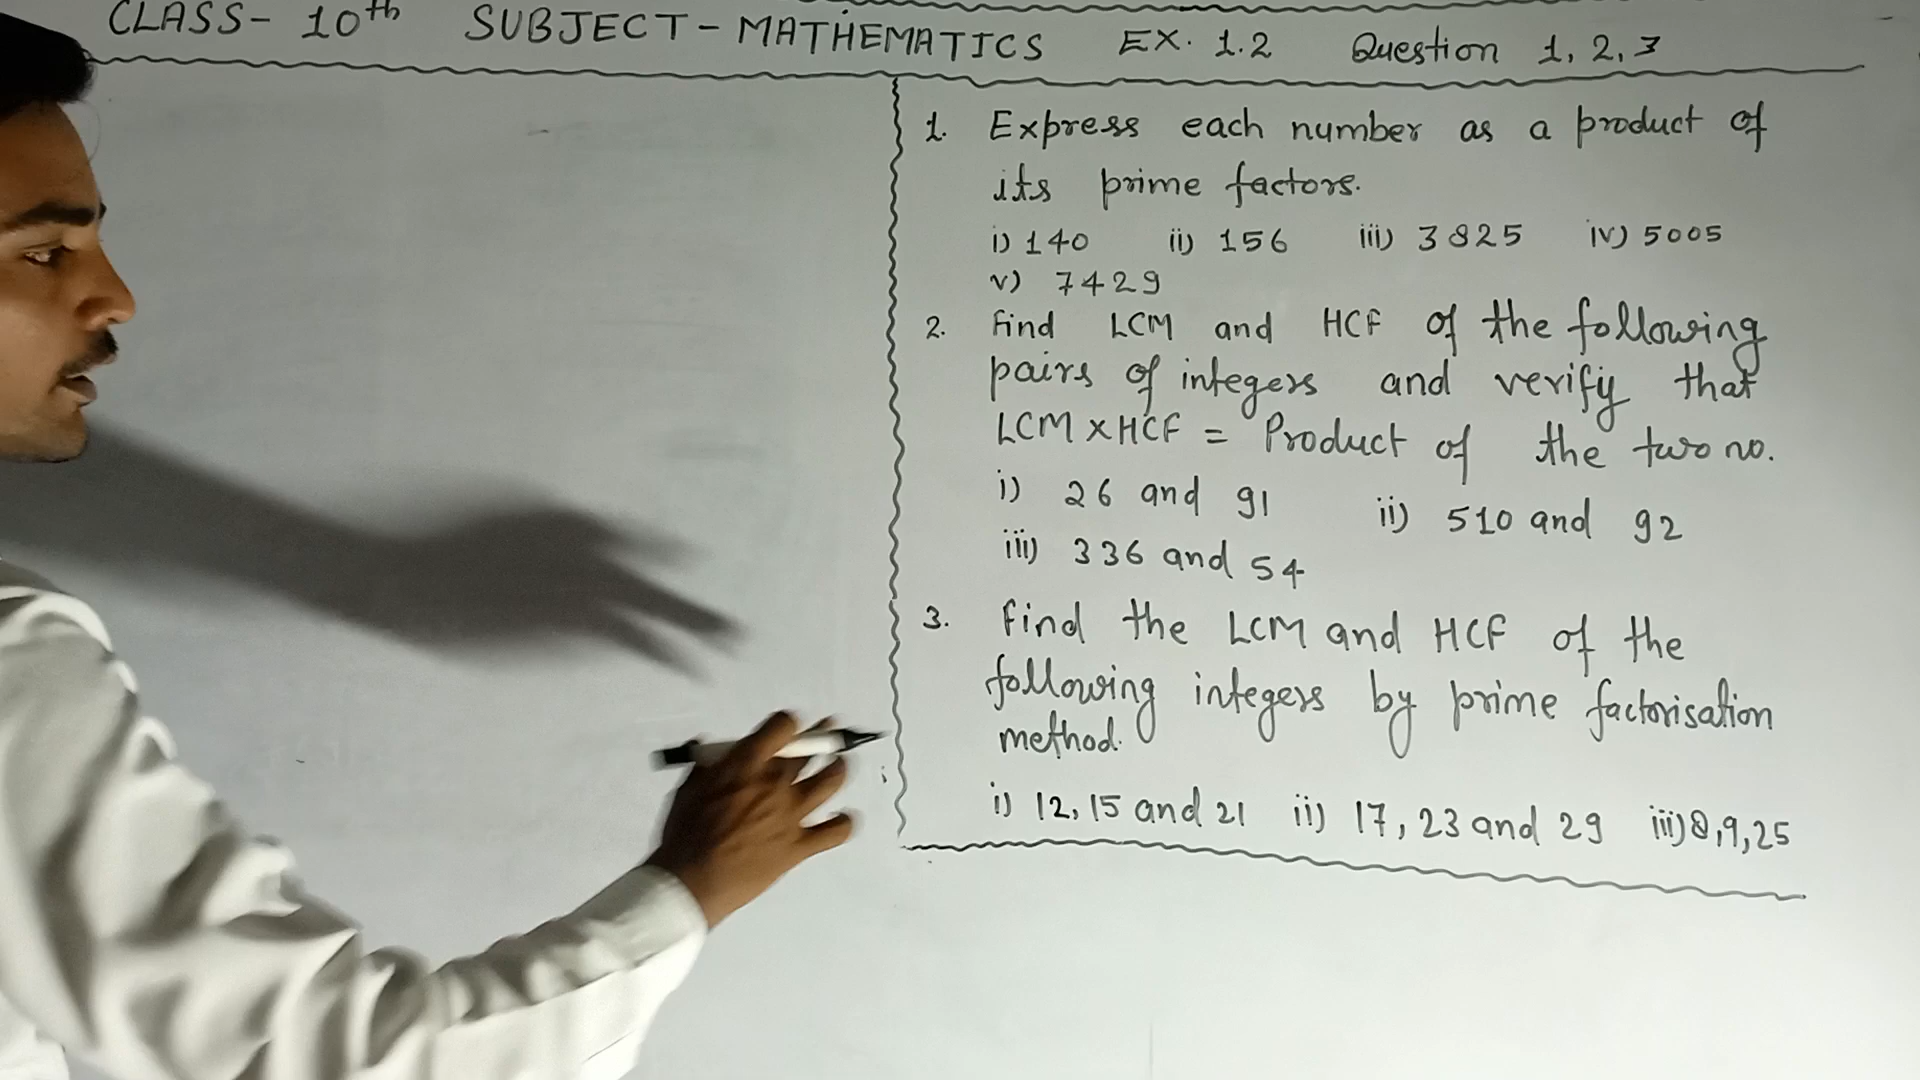 CLASS- 10th SUBJECT- MATHEMATICS EX. 1.2 Question 1, 2, 3
1. Express each number as a product of
its prime factors.
i) 140 ii) 156 iii) 3825 iv) 5005
v) 7429
2. Find LCM and HCF of the following
pairs of integers and verify that
LCM X HCF = Product of the two no.
i) 26 and 91 ii) 510 and 92
iii) 336 and 54
3. Find the LCM and HCF of the
following integers by prime factorisation
method.
i) 12, 15 and 21 ii) 17, 23 and 29 iii) 8, 9, 25